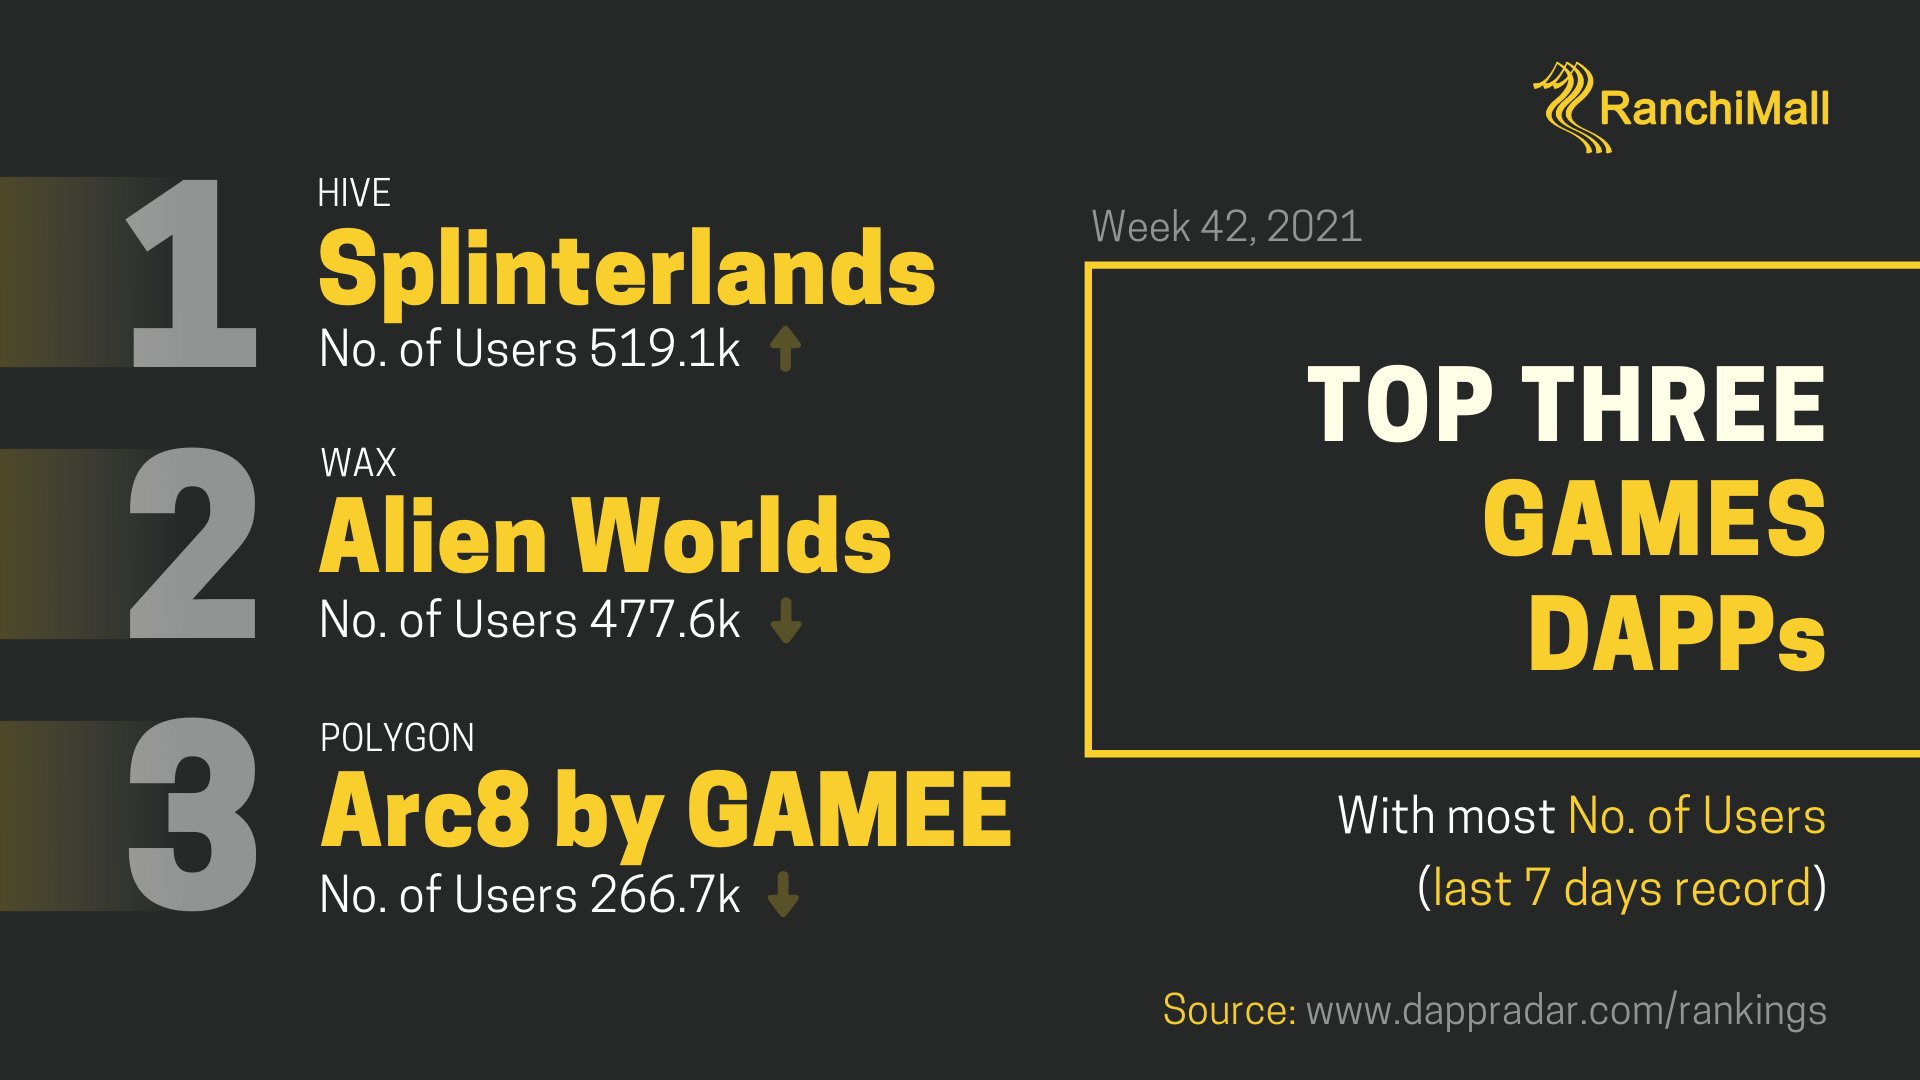 RanchiMall
1
HIVE
Splinterlands
No. of Users 519.1k
2
WAX
Alien Worlds
No. of Users 477.6k
3
POLYGON
Arc8 by GAMEE
No. of Users 266.7k
Week 42, 2021
TOP THREE
GAMES
DAPPs
With most No. of Users
(last 7 days record)
Source: www.dappradar.com/rankings